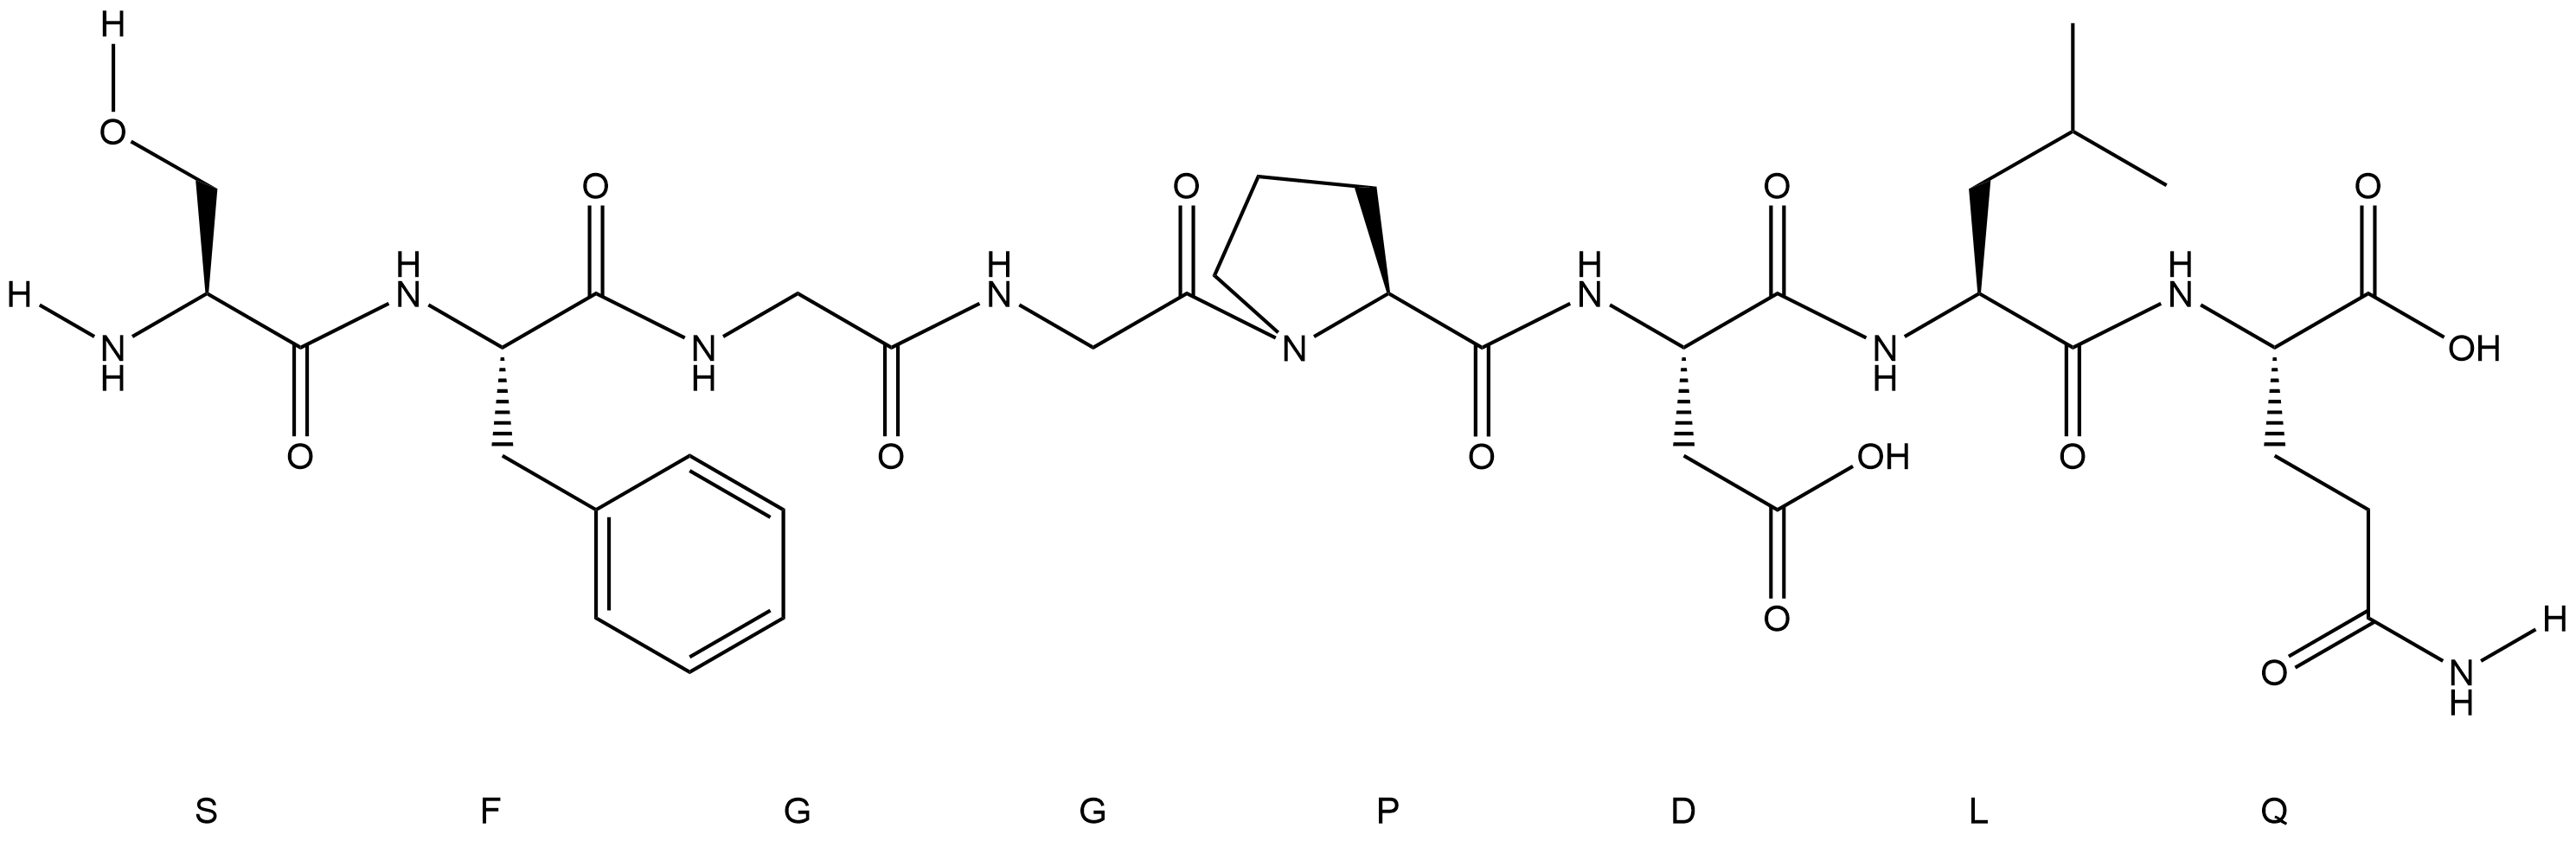 H
O
O O O O
H H H H
H N N N N
N N N N OH
H H H
O O O OH O
O H
O N
H
S F G G P D L Q